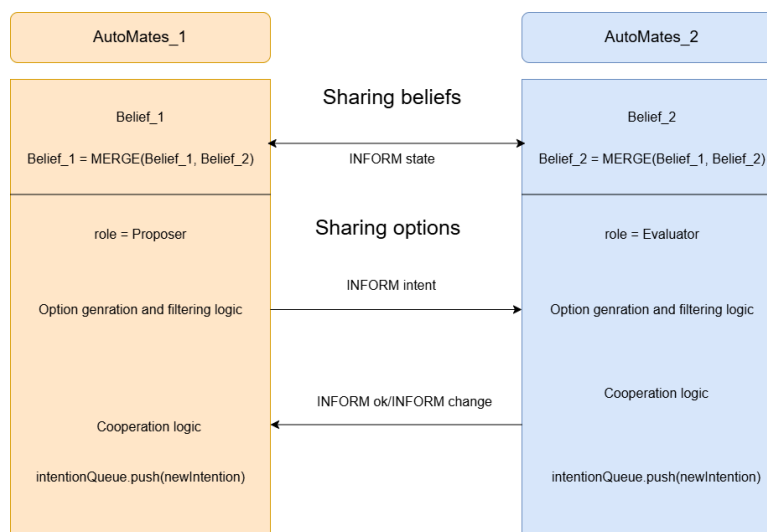 AutoMates_1
AutoMates_2
Sharing beliefs
Belief_1
Belief_2
Belief_1 = MERGE(Belief_1, Belief_2)
INFORM state
Belief_2 = MERGE(Belief_1, Belief_2)
Sharing options
role = Proposer
role = Evaluator
INFORM intent
Option genration and filtering logic
Option genration and filtering logic
Cooperation logic
INFORM ok/INFORM change
Cooperation logic
intentionQueue.push(newIntention)
intentionQueue.push(newIntention)